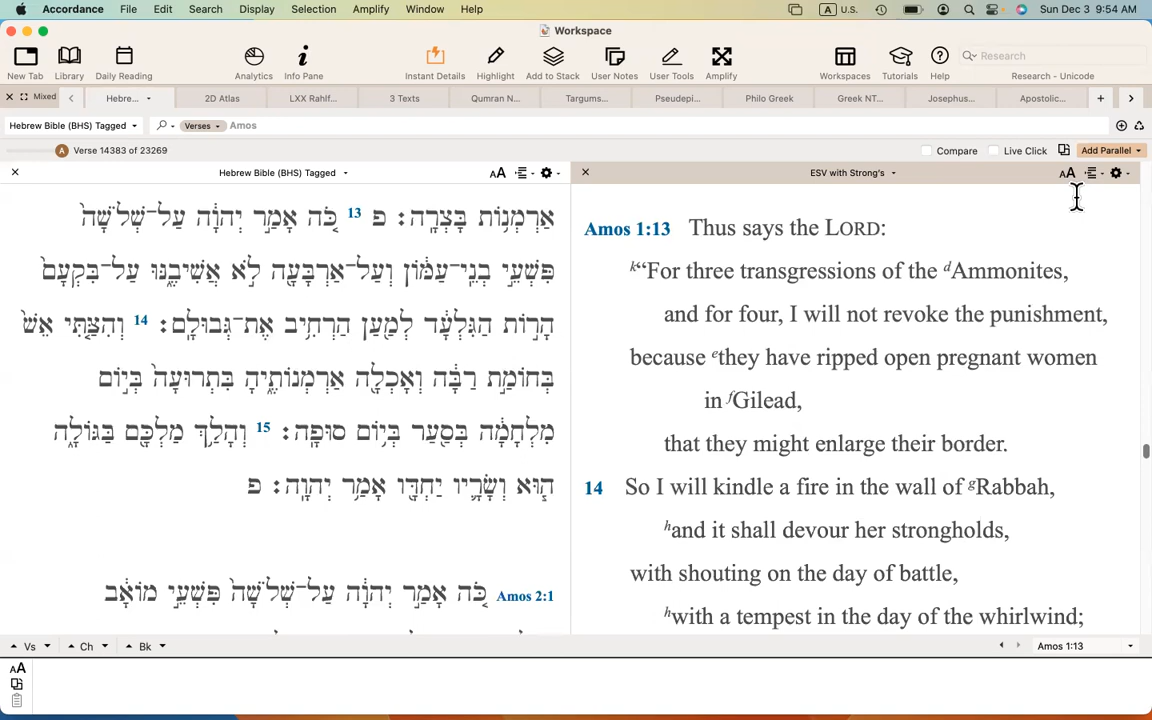 Accordance File Edit Search Display Selection Amplify Window Help A U.S. Sun Dec 3 9:54 AM
Workspace
New Tab Library Daily Reading Analytics Info Pane Instant Details Highlight Add to Stack User Notes User Tools Amplify Workspaces Tutorials Help Research
Research - Unicode
Mixed Hebre... 2D Atlas LXX Rahlf... 3 Texts Qumran N... Targums... Pseudepi... Philo Greek Greek NT... Josephus... Apostolic...
Hebrew Bible (BHS) Tagged Verses Amos
A Verse 14383 of 23269 Compare Live Click Add Parallel
Hebrew Bible (BHS) Tagged
אַרְמְנ֥וֹת בָּצְרָֽה׃ פ 13 כֹּ֚ה אָמַ֣ר יְהוָ֔ה עַל־שְׁלֹשָׁה֙
פִּשְׁעֵ֣י בְנֵֽי־עַמּ֔וֹן וְעַל־אַרְבָּעָ֖ה לֹ֣א אֲשִׁיבֶ֑נּוּ עַל־בִּקְעָם֙
הָר֣וֹת הַגִּלְעָ֔ד לְמַ֖עַן הַרְחִ֥יב אֶת־גְּבוּלָֽם׃ 14 וְהִצַּ֤תִּי אֵשׁ֙
בְּחוֹמַ֣ת רַבָּ֔ה וְאָכְלָ֖ה אַרְמְנוֹתֶ֑יהָ בִּתְרוּעָה֙ בְּי֣וֹם
מִלְחָמָ֔ה בְּסַ֖עַר בְּי֥וֹם סוּפָֽה׃ 15 וְהָלַ֥ךְ מַלְכָּ֖ם בַּגּוֹלָ֑ה
ה֧וּא וְשָׂרָ֛יו יַחְדָּ֖ו אָמַ֥ר יְהוָֽה׃ פ
Amos 2:1 כֹּ֚ה אָמַ֣ר יְהוָ֔ה עַל־שְׁלֹשָׁה֙ פִּשְׁעֵ֣י מוֹאָ֔ב
ESV with Strong's
Amos 1:13 Thus says the LORD:
k“For three transgressions of the dAmmonites,
and for four, I will not revoke the punishment,
because ethey have ripped open pregnant women
in fGilead,
that they might enlarge their border.
14 So I will kindle a fire in the wall of gRabbah,
hand it shall devour her strongholds,
with shouting on the day of battle,
hwith a tempest in the day of the whirlwind;
Vs Ch Bk Amos 1:13
AA